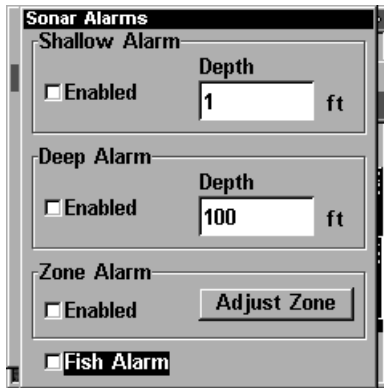 Sonar Alarms
Shallow Alarm
Depth
Enabled
1 ft
Deep Alarm
Depth
Enabled
100 ft
Zone Alarm
Enabled
Adjust Zone
Fish Alarm